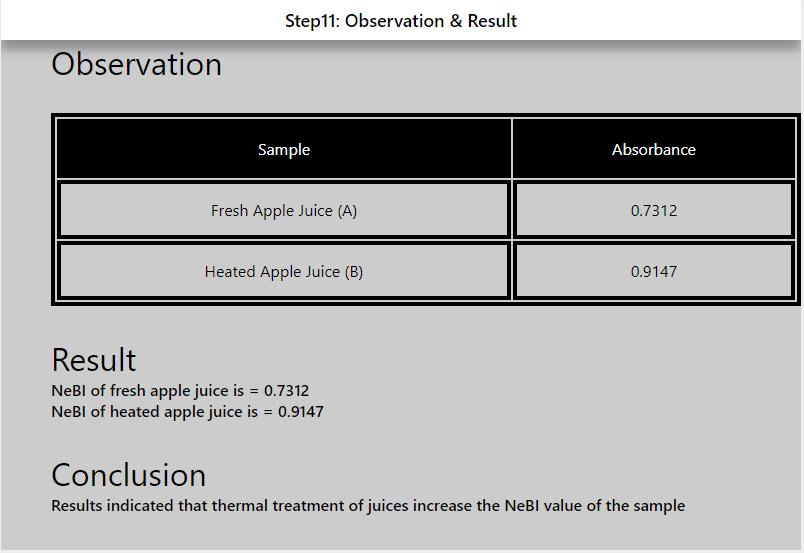 Step11: Observation & Result
Observation
Sample Absorbance
Fresh Apple Juice (A) 0.7312
Heated Apple Juice (B) 0.9147
Result
NeBI of fresh apple juice is = 0.7312
NeBI of heated apple juice is = 0.9147
Conclusion
Results indicated that thermal treatment of juices increase the NeBI value of the sample